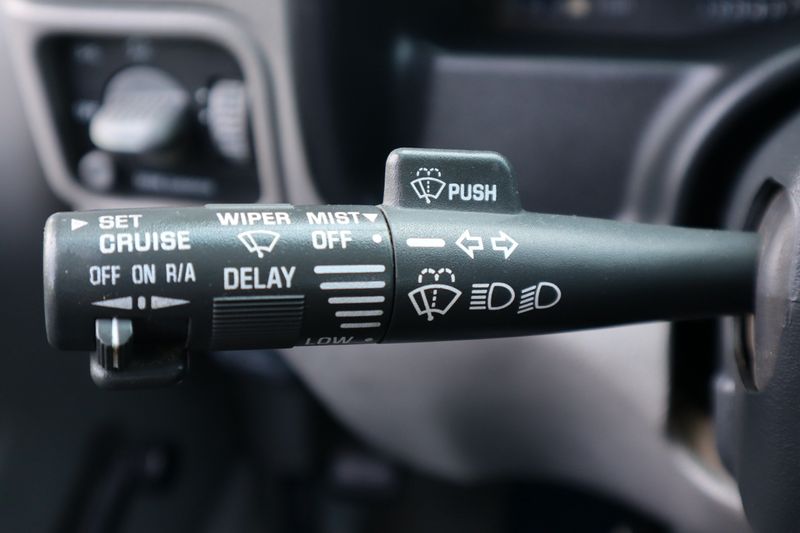 PUSH
SET
CRUISE
OFF ON R/A
WIPER
DELAY
MIST
OFF
LOW